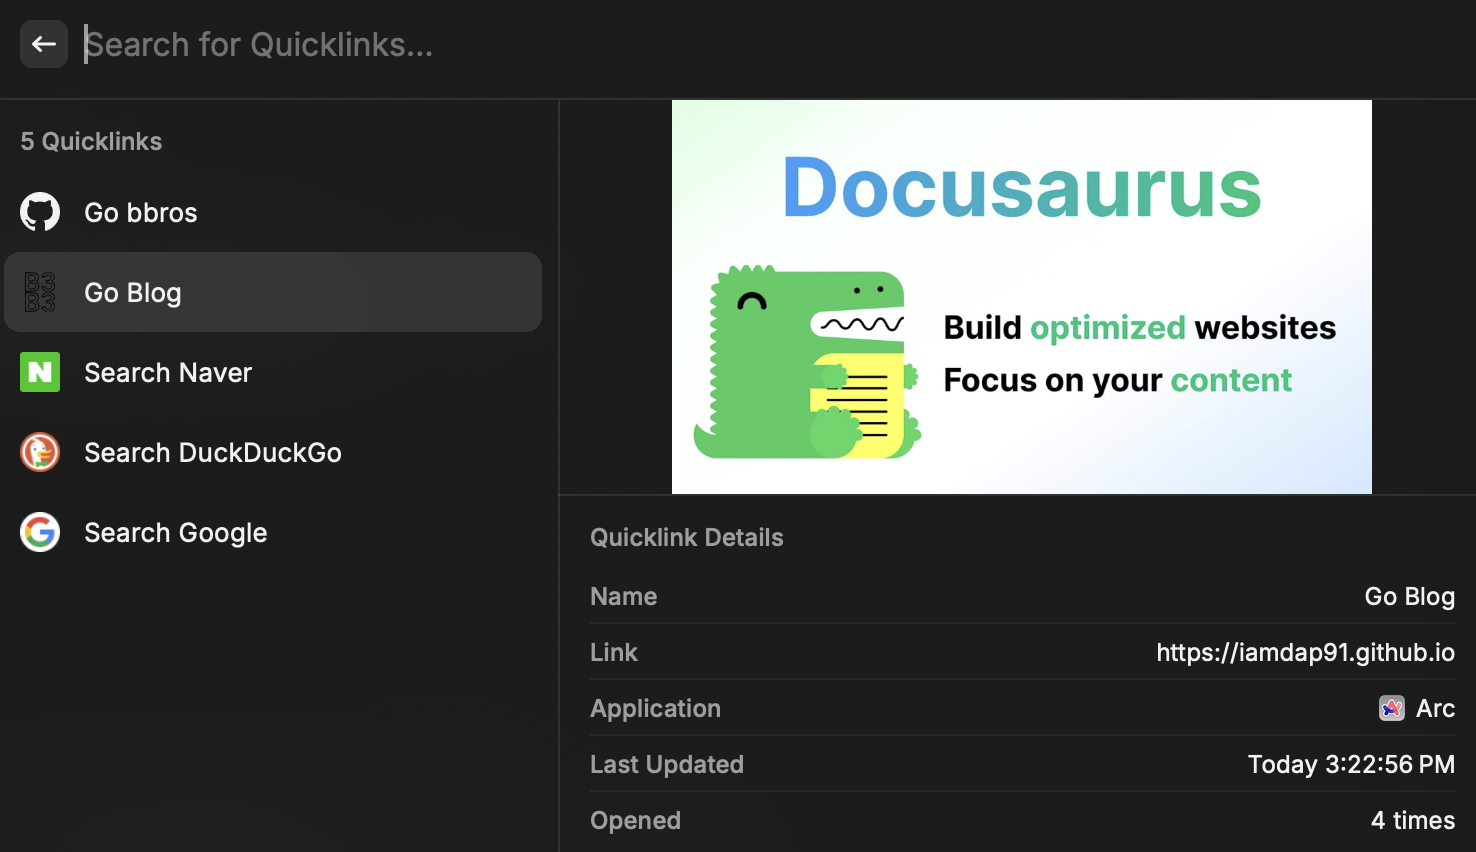 Search for Quicklinks...
5 Quicklinks
Go bbros
B3
B3
Go Blog
N
Search Naver
Search DuckDuckGo
G
Search Google
Docusaurus
Build optimized websites
Focus on your content
Quicklink Details
Name
Go Blog
Link
https://iamdap91.github.io
Application
Arc
Last Updated
Today 3:22:56 PM
Opened
4 times